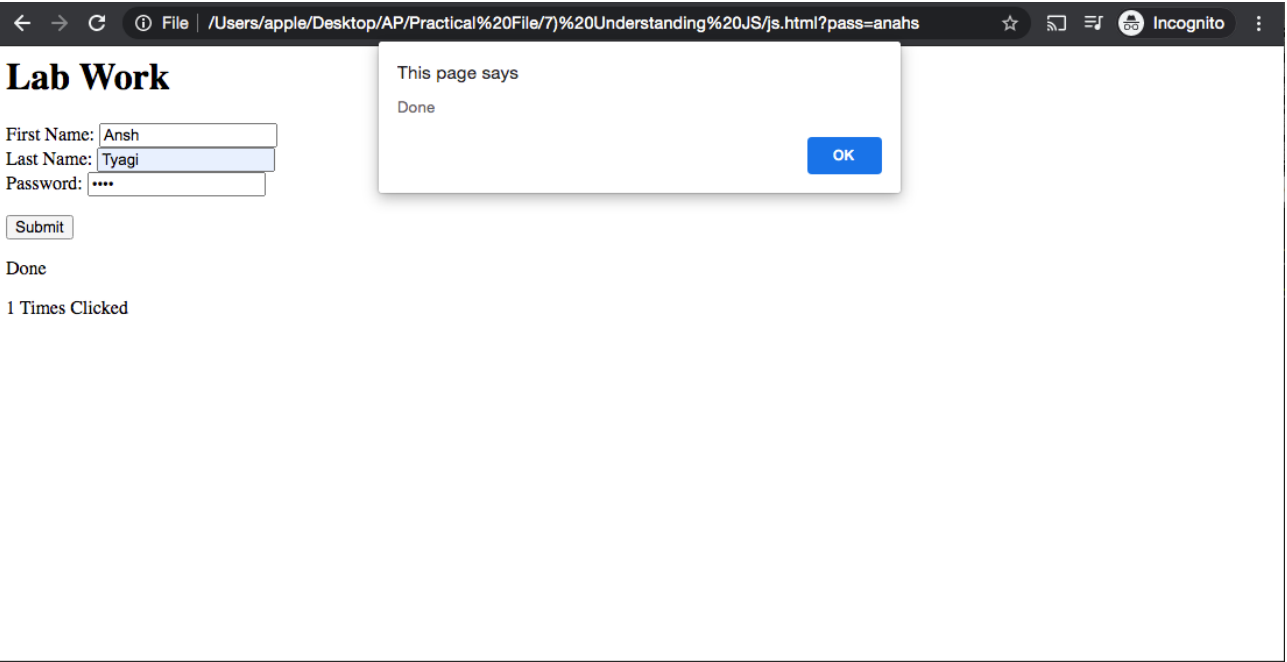 File | /Users/apple/Desktop/AP/Practical%20File/7)%20Understanding%20JS/js.html?pass=anahs
Incognito
This page says
Done
OK
Lab Work
First Name: Ansh
Last Name: Tyagi
Password: ••••
Submit
Done
1 Times Clicked